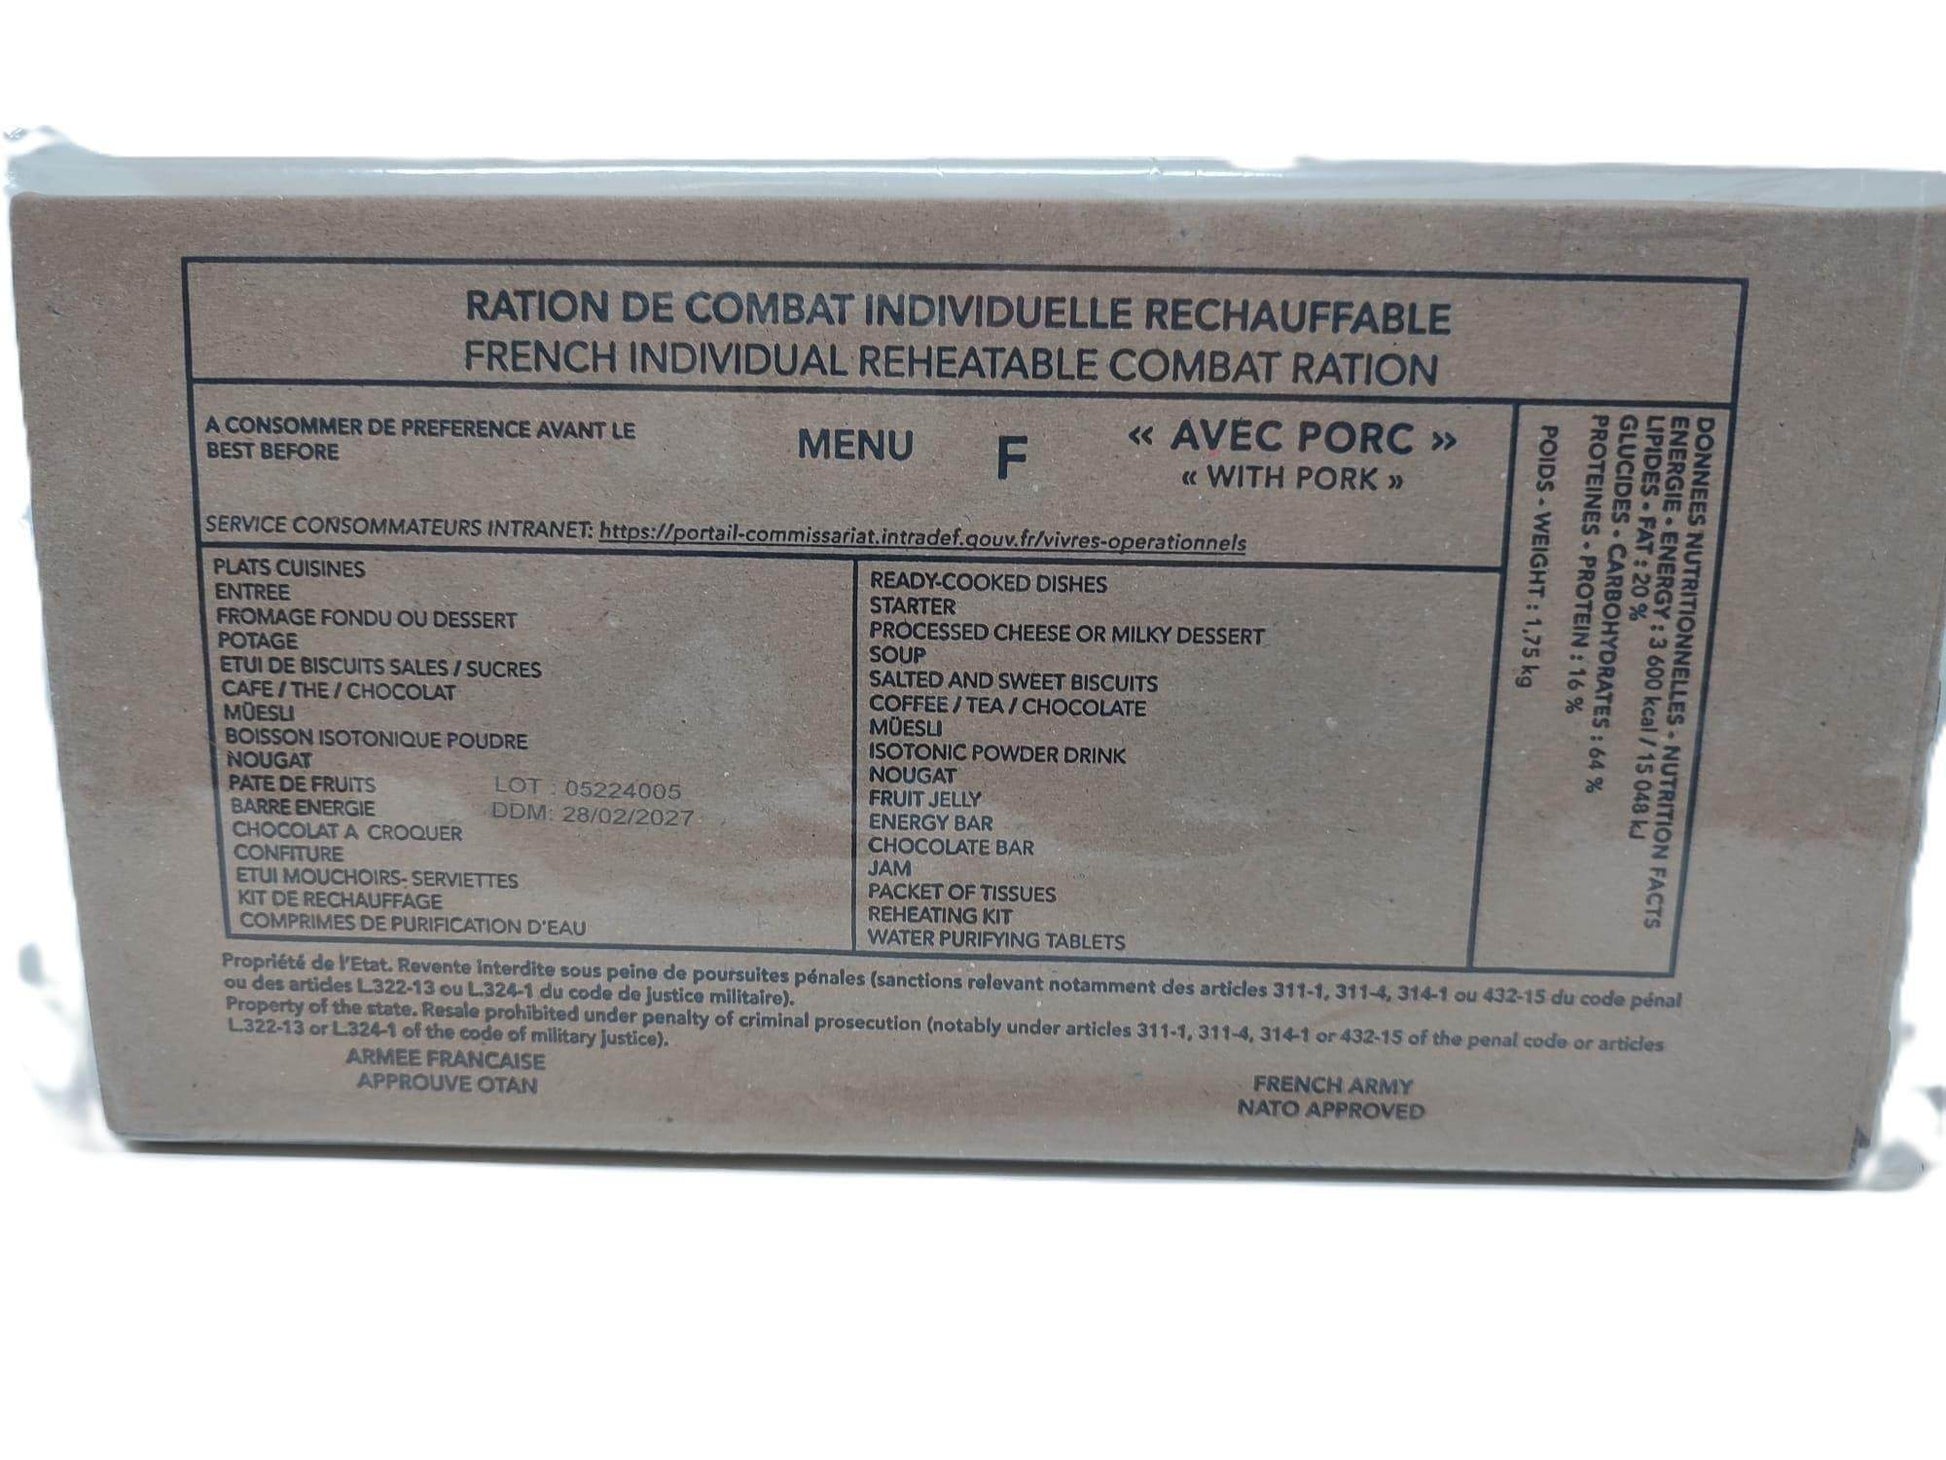 RATION DE COMBAT INDIVIDUELLE RECHAUFFABLE
FRENCH INDIVIDUAL REHEATABLE COMBAT RATION
A CONSOMMER DE PREFERENCE AVANT LE
BEST BEFORE
MENU F
« AVEC PORC »
« WITH PORK »
SERVICE CONSOMMATEURS INTRANET: https://portail-commissariat.intradef.gouv.fr/vivres-operationnels
PLATS CUISINES
ENTREE
FROMAGE FONDU OU DESSERT
POTAGE
ETUI DE BISCUITS SALES / SUCRES
CAFE / THE / CHOCOLAT
MÜESLI
BOISSON ISOTONIQUE POUDRE
NOUGAT
PATE DE FRUITS
BARRE ENERGIE
CHOCOLAT A CROQUER
CONFITURE
ETUI MOUCHOIRS- SERVIETTES
KIT DE RECHAUFFAGE
COMPRIMES DE PURIFICATION D'EAU
LOT : 05224005
DDM: 28/02/2027
READY-COOKED DISHES
STARTER
PROCESSED CHEESE OR MILKY DESSERT
SOUP
SALTED AND SWEET BISCUITS
COFFEE / TEA / CHOCOLATE
MÜESLI
ISOTONIC POWDER DRINK
NOUGAT
FRUIT JELLY
ENERGY BAR
CHOCOLATE BAR
JAM
PACKET OF TISSUES
REHEATING KIT
WATER PURIFYING TABLETS
DONNEES NUTRITIONNELLES - NUTRITION FACTS
ENERGIE - ENERGY : 3 600 kcal / 15 048 kJ
LIPIDES - FAT : 20 %
GLUCIDES - CARBOHYDRATES : 64 %
PROTEINES - PROTEIN : 16 %
POIDS - WEIGHT : 1,75 kg
Propriété de l'Etat. Revente interdite sous peine de poursuites pénales (sanctions relevant notamment des articles 311-1, 311-4, 314-1 ou 432-15 du code pénal
ou des articles L.322-13 ou L.324-1 du code de justice militaire).
Property of the state. Resale prohibited under penalty of criminal prosecution (notably under articles 311-1, 311-4, 314-1 or 432-15 of the penal code or articles
L.322-13 or L.324-1 of the code of military justice).
ARMEE FRANCAISE
APPROUVE OTAN
FRENCH ARMY
NATO APPROVED